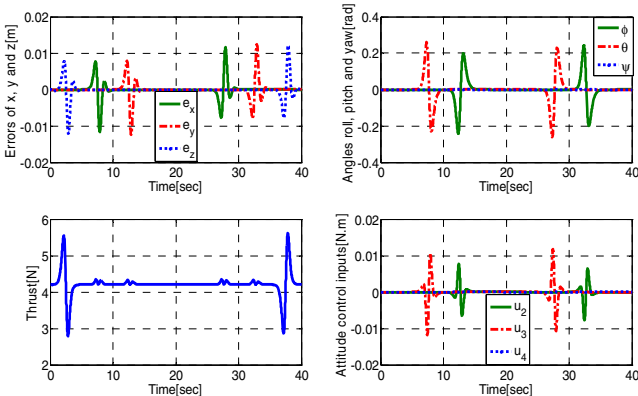 Errors of x, y and z[m]
0.02
0.01
0
-0.01
-0.02
0 10 20 30 40
Time[sec]
e_x
e_y
e_z
Angles roll, pitch and yaw[rad]
0.4
0.2
0
-0.2
-0.4
0 10 20 30 40
Time[sec]
ϕ
θ
ψ
Thrust[N]
6
5
4
3
2
0 10 20 30 40
Time[sec]
Attitude control inputs[N.m]
0.02
0.01
0
-0.01
-0.02
0 10 20 30 40
Time[sec]
u_2
u_3
u_4